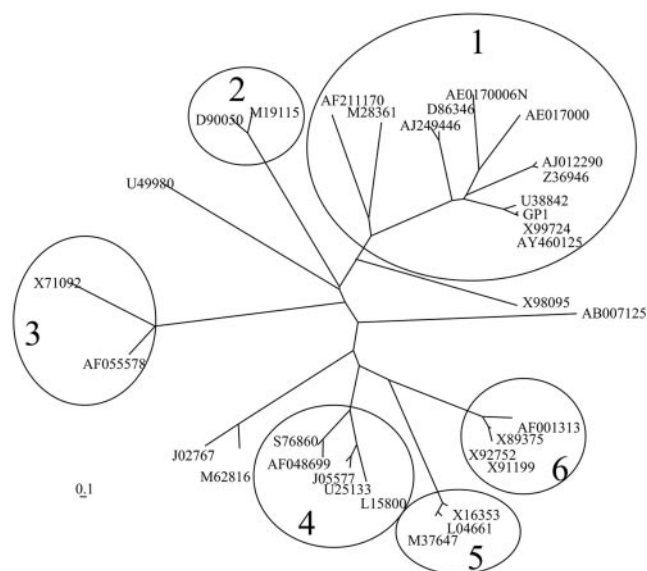 1
2
AF211170
M28361
AE0170006N
D86346
AJ249446
AE017000
M19115
D90050
AJ012290
Z36946
U49980
U38842
GP1
X99724
AY460125
X71092
X98095
AB007125
3
AF055578
AF001313
X89375
X92752
X91199
6
J02767
M62816
S76860
AF048699
J05577
U25133
L15800
4
0.1
X16353
L04661
M37647
5